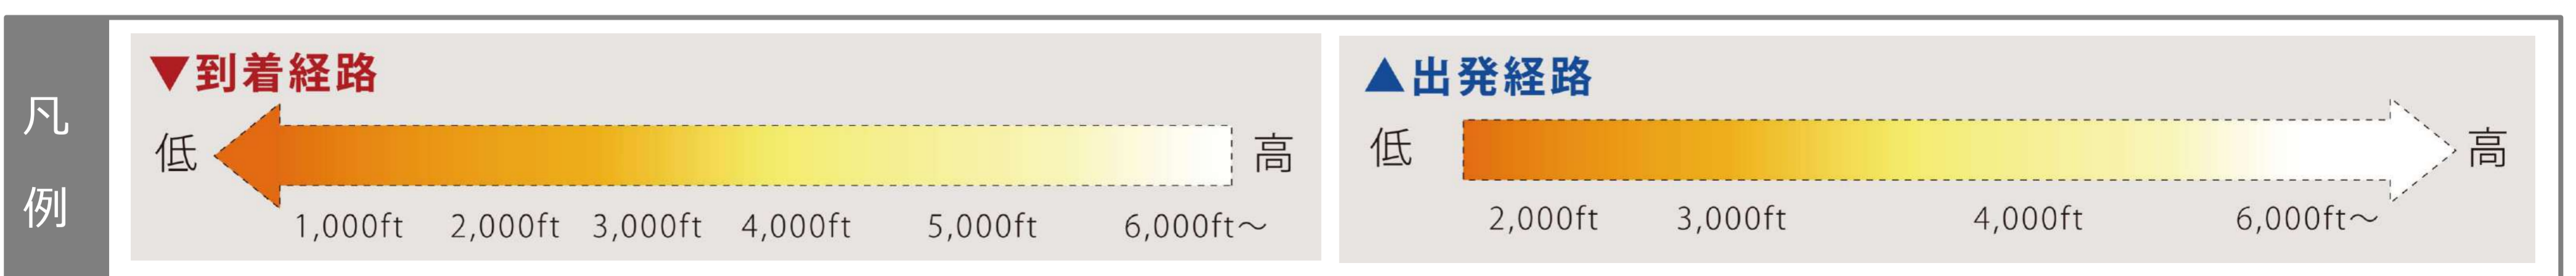 凡例
▼到着経路
低 高
1,000ft 2,000ft 3,000ft 4,000ft 5,000ft 6,000ft～
▲出発経路
低 高
2,000ft 3,000ft 4,000ft 6,000ft～